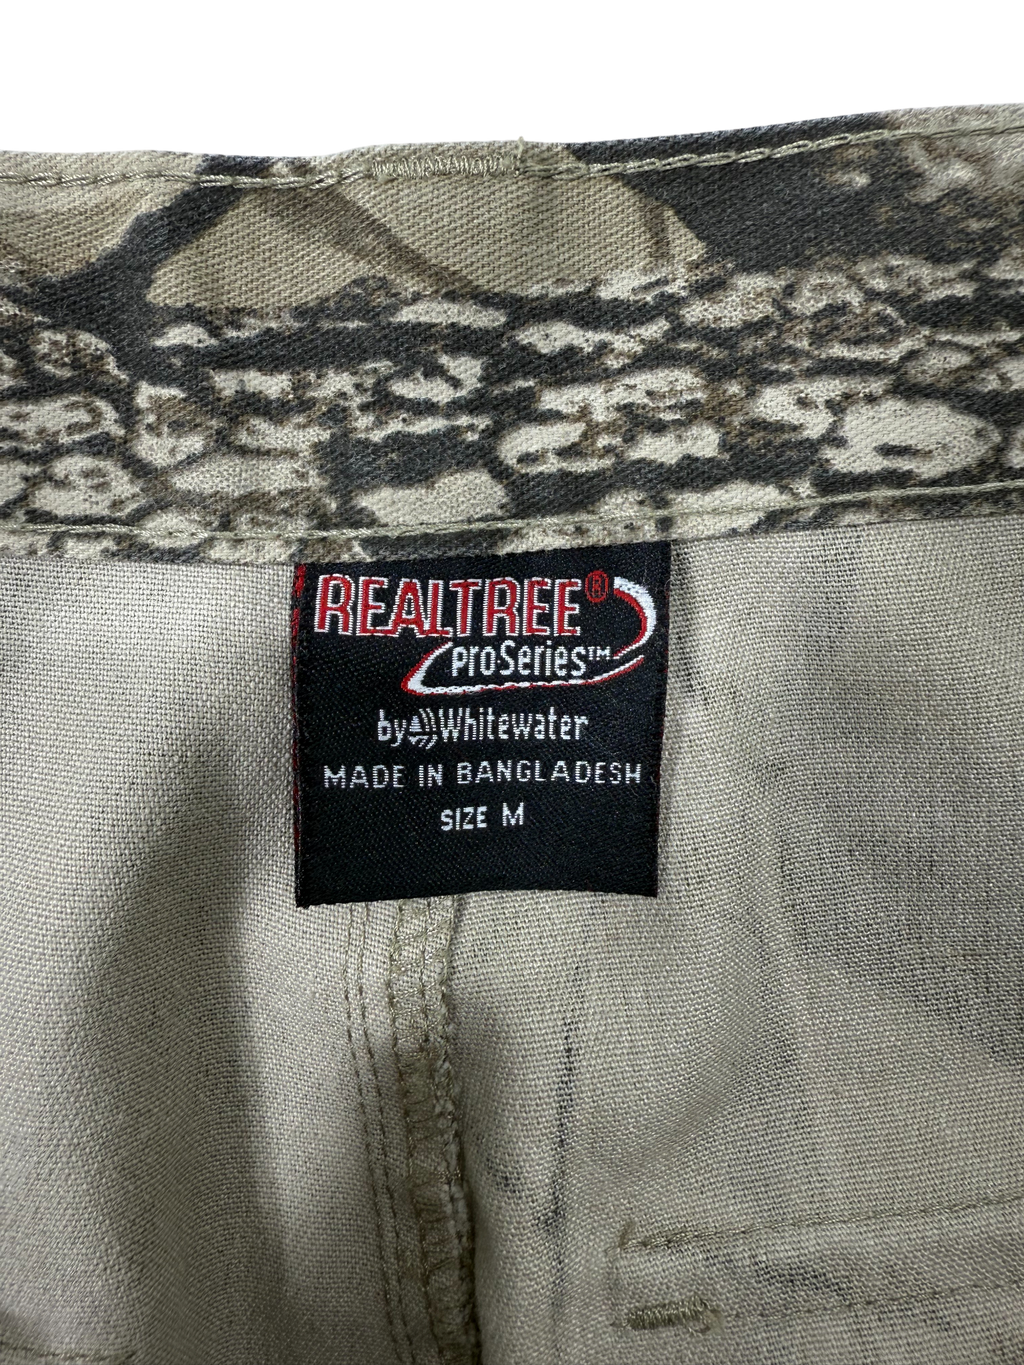 REALTREE®
ProSeries™
by Whitewater
MADE IN BANGLADESH
SIZE M